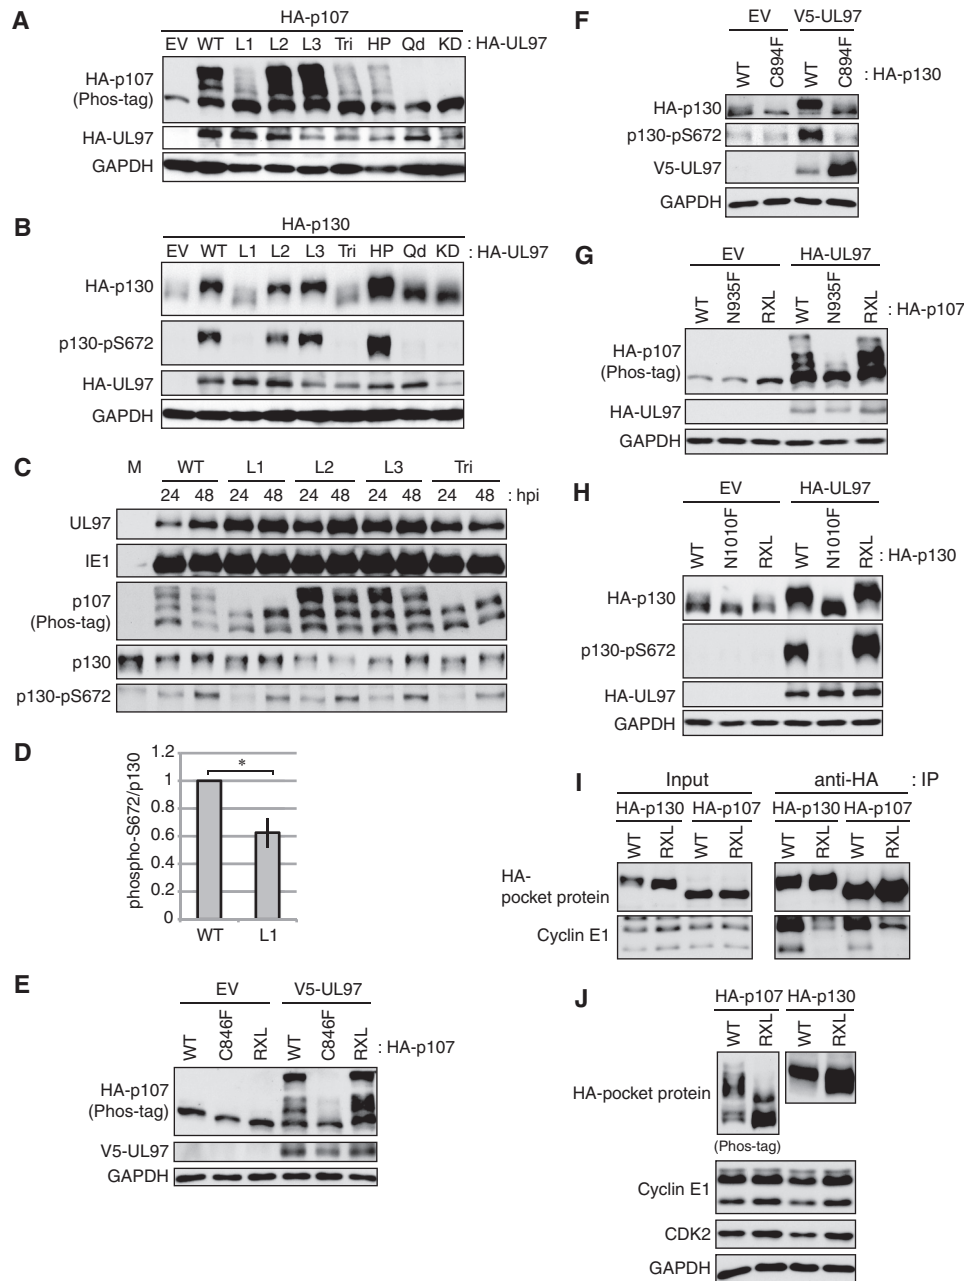 A
HA-p107
EV WT L1 L2 L3 Tri HP Qd KD : HA-UL97
HA-p107
(Phos-tag)
HA-UL97
GAPDH
B
HA-p130
EV WT L1 L2 L3 Tri HP Qd KD : HA-UL97
HA-p130
p130-pS672
HA-UL97
GAPDH
C
M WT L1 L2 L3 Tri
24 48 24 48 24 48 24 48 24 48 : hpi
UL97
IE1
p107
(Phos-tag)
p130
p130-pS672
D
phospho-S672/p130
1.2
1
0.8
0.6
0.4
0.2
0
*
WT L1
E
EV V5-UL97
WT C846F RXL WT C846F RXL : HA-p107
HA-p107
(Phos-tag)
V5-UL97
GAPDH
F
EV V5-UL97
WT C894F WT C894F : HA-p130
HA-p130
p130-pS672
V5-UL97
GAPDH
G
EV HA-UL97
WT N935F RXL WT N935F RXL : HA-p107
HA-p107
(Phos-tag)
HA-UL97
GAPDH
H
EV HA-UL97
WT N1010F RXL WT N1010F RXL : HA-p130
HA-p130
p130-pS672
HA-UL97
GAPDH
I
Input anti-HA : IP
HA-p130 HA-p107 HA-p130 HA-p107
WT RXL WT RXL WT RXL WT RXL
HA-
pocket protein
Cyclin E1
J
HA-p107 HA-p130
WT RXL WT RXL
HA-pocket protein
(Phos-tag)
Cyclin E1
CDK2
GAPDH